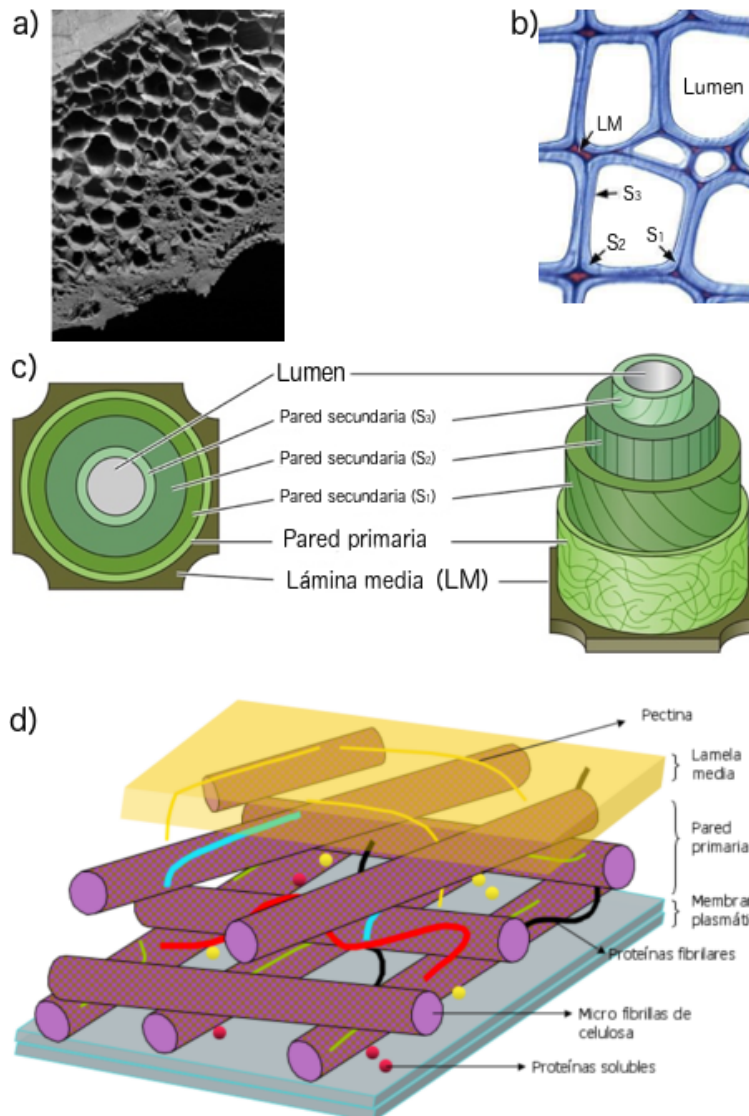 a)
b)
Lumen
LM
S3
S2
S1
c)
Lumen
Pared secundaria (S3)
Pared secundaria (S2)
Pared secundaria (S1)
Pared primaria
Lámina media (LM)
d)
Pectina
Lamela
media
Pared
primaria
Membran
plasmáti
Proteínas fibrilares
Micro fibrillas de
celulosa
Proteínas solubles